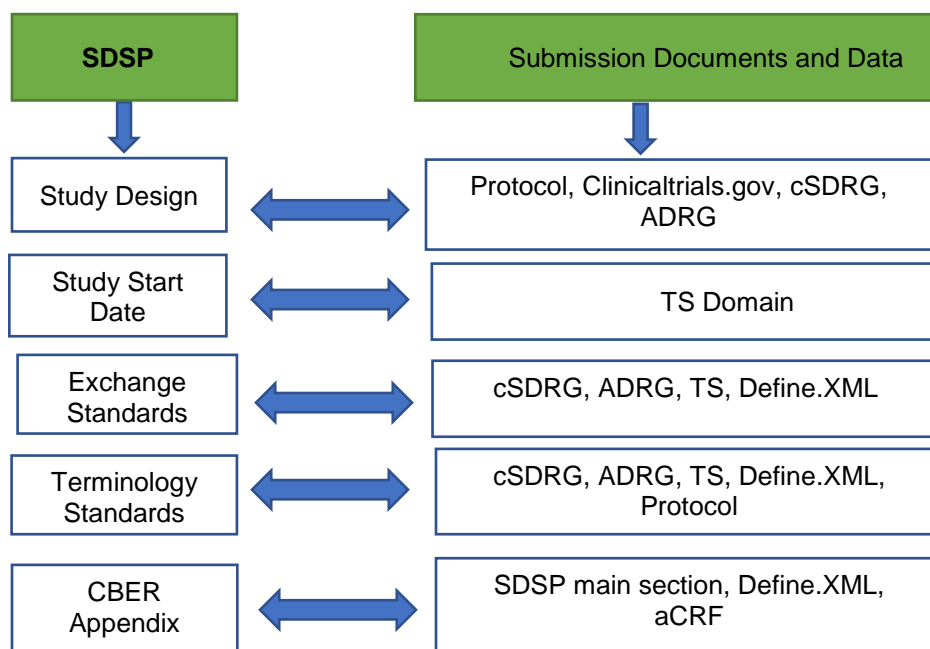 SDSP
Submission Documents and Data
Study Design
Protocol, Clinicaltrials.gov, cSDRG,
ADRG
Study Start
Date
TS Domain
Exchange
Standards
cSDRG, ADRG, TS, Define.XML
Terminology
Standards
cSDRG, ADRG, TS, Define.XML,
Protocol
CBER
Appendix
SDSP main section, Define.XML,
aCRF